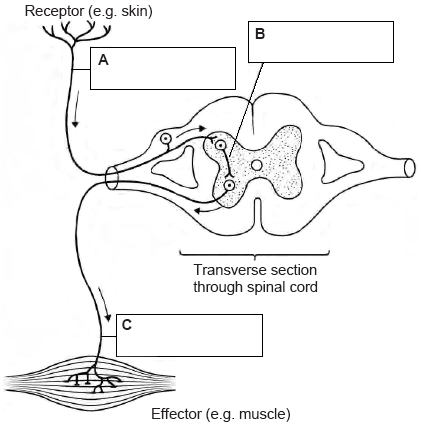 Receptor (e.g. skin)
A
B
Transverse section
through spinal cord
C
Effector (e.g. muscle)